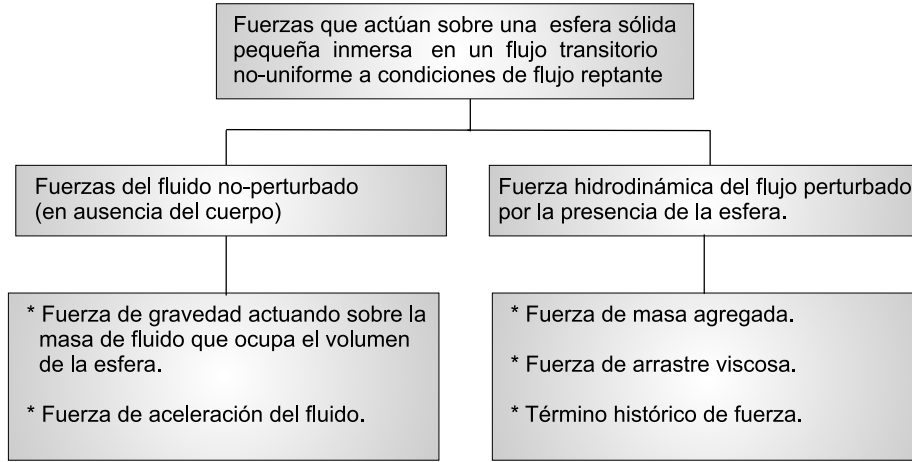 Fuerzas que actúan sobre una esfera sólida
pequeña inmersa en un flujo transitorio
no-uniforme a condiciones de flujo reptante
Fuerzas del fluido no-perturbado
(en ausencia del cuerpo)
Fuerza hidrodinámica del flujo perturbado
por la presencia de la esfera.
* Fuerza de gravedad actuando sobre la
masa de fluido que ocupa el volumen
de la esfera.
* Fuerza de aceleración del fluido.
* Fuerza de masa agregada.
* Fuerza de arrastre viscosa.
* Término histórico de fuerza.